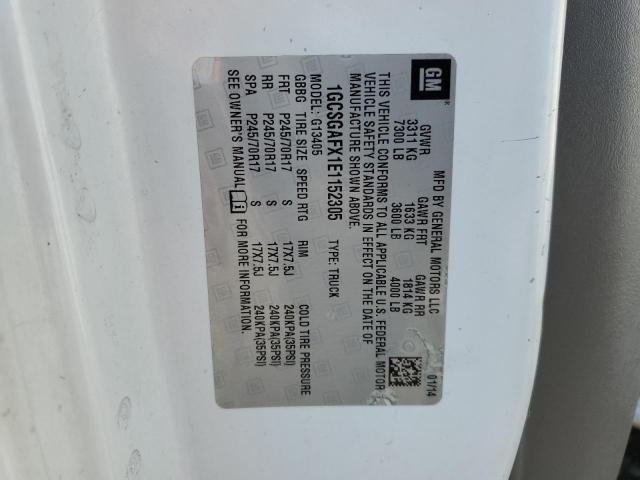 GM
MFD BY GENERAL MOTORS LLC
01/14
GVWR GAWR FRT GAWR RR
3311 KG 1633 KG 1814 KG
7300 LB 3600 LB 4000 LB
THIS VEHICLE CONFORMS TO ALL APPLICABLE U.S. FEDERAL MOTOR
VEHICLE SAFETY STANDARDS IN EFFECT ON THE DATE OF
MANUFACTURE SHOWN ABOVE.
1GCSGAFX1E1152305 TYPE: TRUCK
MODEL: G13405
GBBG TIRE SIZE SPEED RTG RIM COLD TIRE PRESSURE
FRT P245/70R17 S 17X7.5J 240KPA(35PSI)
RR P245/70R17 S 17X7.5J 240KPA(35PSI)
SPA P245/70R17 S 17X7.5J 240KPA(35PSI)
SEE OWNER'S MANUAL FOR MORE INFORMATION.